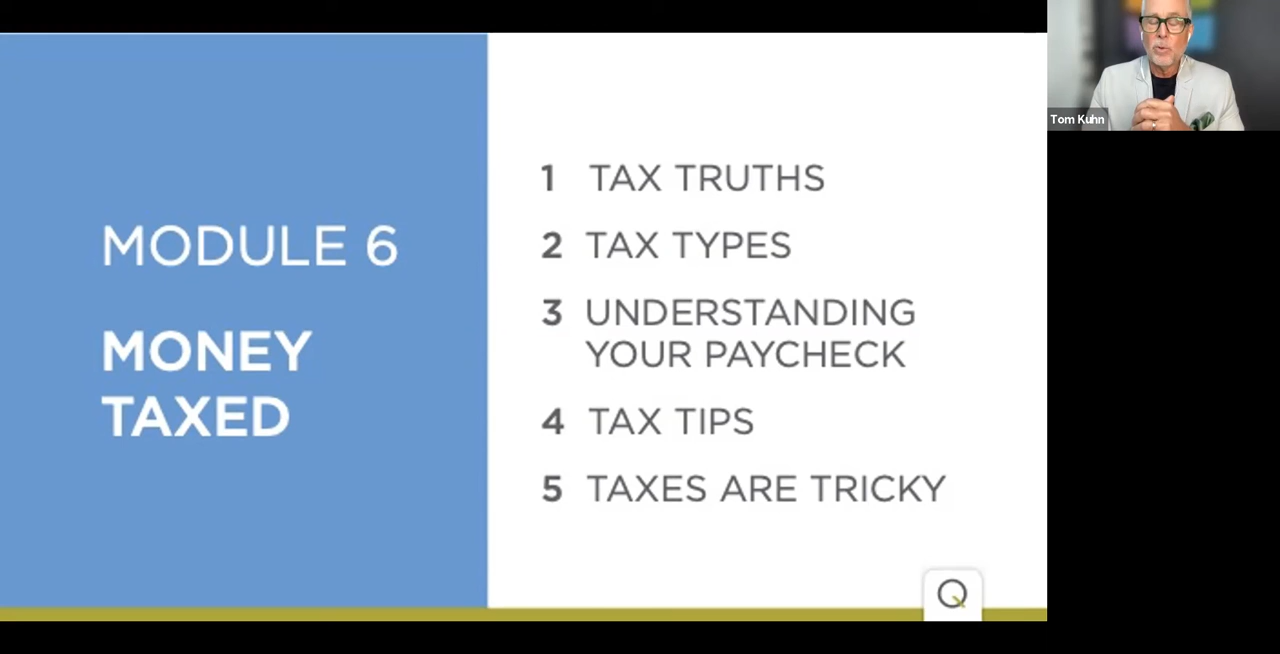 MODULE 6
MONEY
TAXED
1 TAX TRUTHS
2 TAX TYPES
3 UNDERSTANDING
YOUR PAYCHECK
4 TAX TIPS
5 TAXES ARE TRICKY
Q
Tom Kuhn